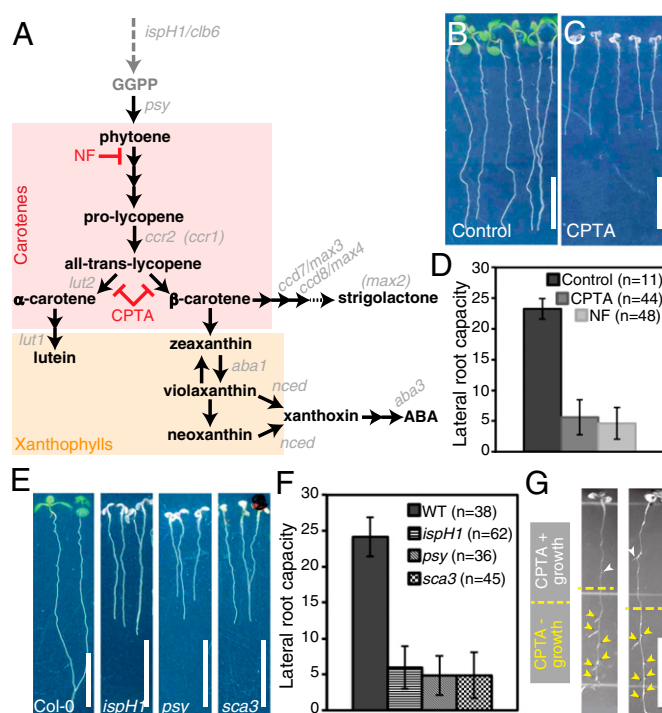 A
ispH1/clb6
GGPP
psy
phytoene
NF
Carotenes
pro-lycopene
ccr2 (ccr1)
all-trans-lycopene
lut2
α-carotene
CPTA
β-carotene
ccd7/max3
ccd8/max4
(max2)
strigolactone
lut1
lutein
zeaxanthin
aba1
violaxanthin
nced
xanthoxin
aba3
ABA
neoxanthin
nced
Xanthophylls
B
Control
C
CPTA
D
Lateral root capacity
30
25
20
15
10
5
0
Control (n=11)
CPTA (n=44)
NF (n=48)
E
Col-0
ispH1
psy
sca3
F
Lateral root capacity
30
25
20
15
10
5
0
WT (n=38)
ispH1 (n=62)
psy (n=36)
sca3 (n=45)
G
CPTA +
growth
CPTA -
growth